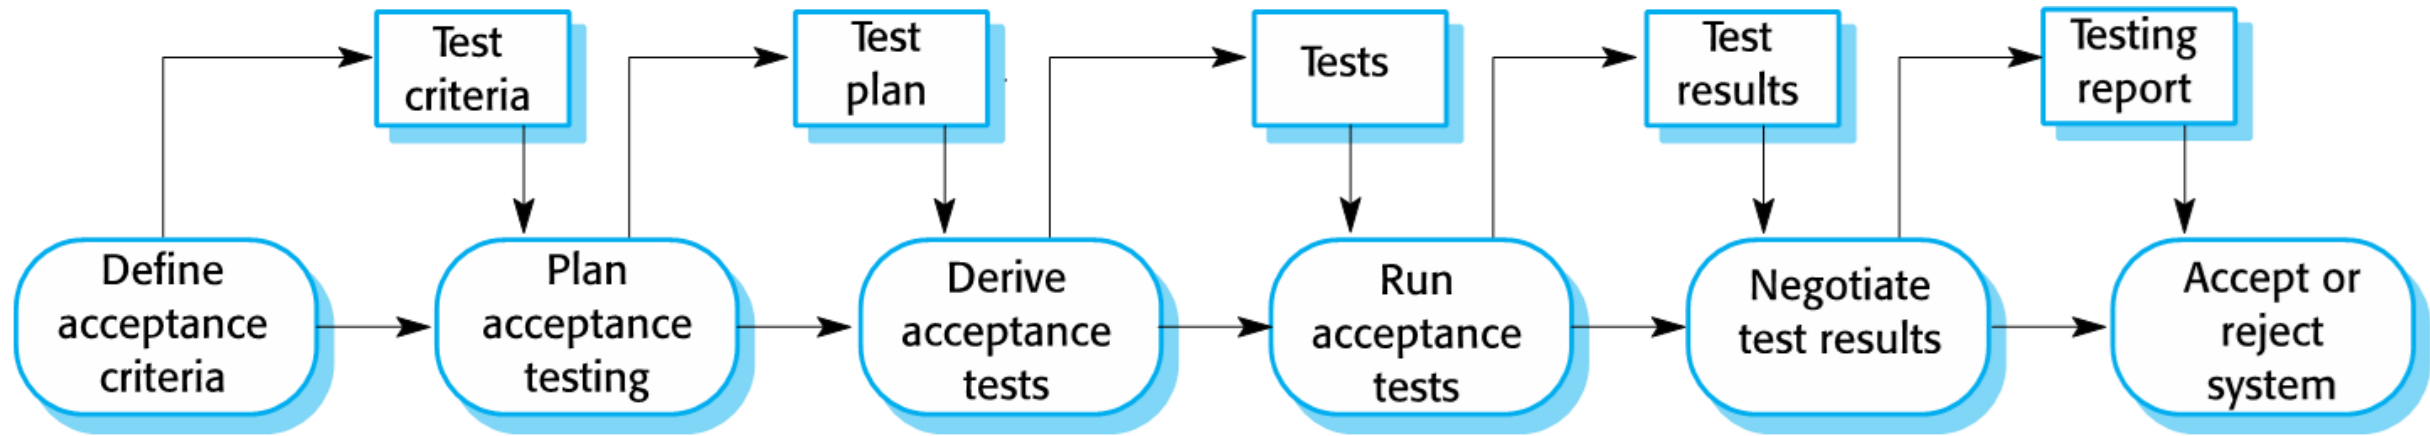 Test
criteria
Test
plan
Tests
Test
results
Testing
report
Define
acceptance
criteria
Plan
acceptance
testing
Derive
acceptance
tests
Run
acceptance
tests
Negotiate
test results
Accept or
reject
system